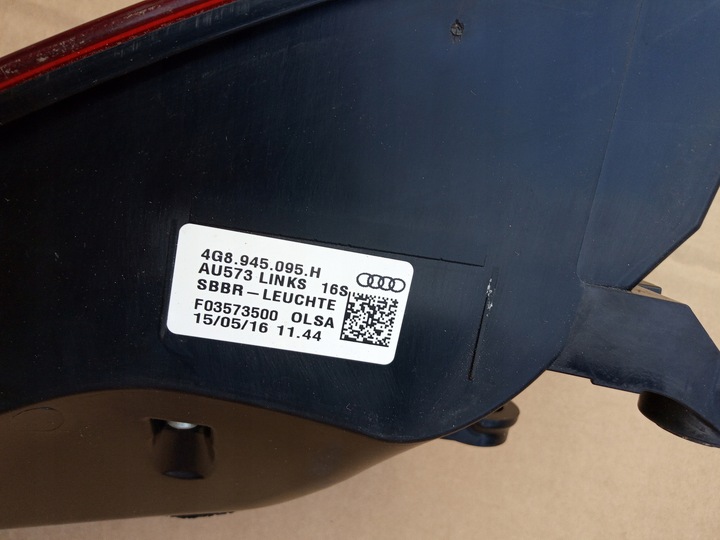 4G8.945.095.H
AU573 LINKS 16S
SBBR-LEUCHTE
F03573500 OLSA
15/05/16 11.44